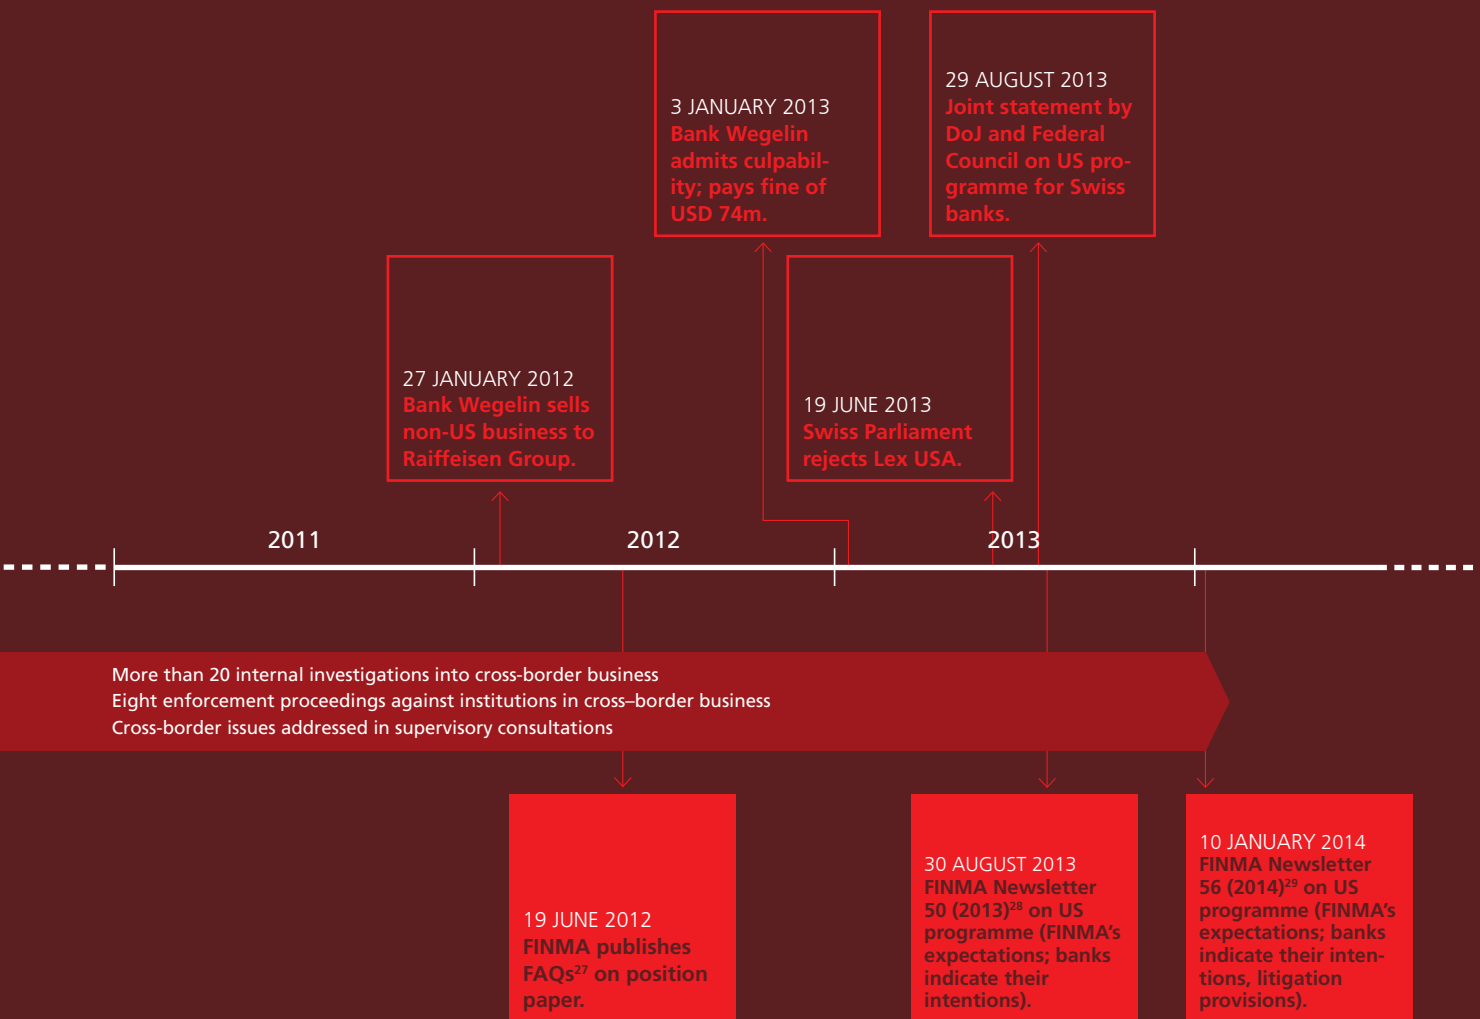 3 JANUARY 2013
Bank Wegelin
admits culpabil-
ity; pays fine of
USD 74m.
29 AUGUST 2013
Joint statement by
DoJ and Federal
Council on US pro-
gramme for Swiss
banks.
27 JANUARY 2012
Bank Wegelin sells
non-US business to
Raiffeisen Group.
19 JUNE 2013
Swiss Parliament
rejects Lex USA.
2011
2012
2013
More than 20 internal investigations into cross-border business
Eight enforcement proceedings against institutions in cross–border business
Cross-border issues addressed in supervisory consultations
19 JUNE 2012
FINMA publishes
FAQs²⁷ on position
paper.
30 AUGUST 2013
FINMA Newsletter
50 (2013)²⁸ on US
programme (FINMA’s
expectations; banks
indicate their
intentions).
10 JANUARY 2014
FINMA Newsletter
56 (2014)²⁹ on US
programme (FINMA’s
expectations; banks
indicate their inten-
tions, litigation
provisions).